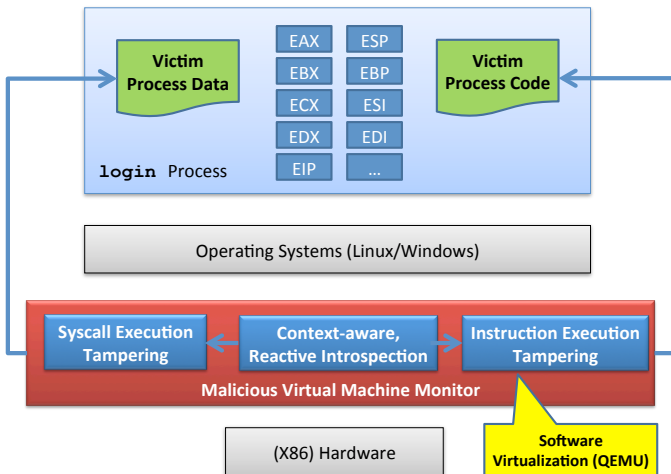 Victim
Process Data
EAX
ESP
EBX
EBP
ECX
ESI
EDX
EDI
EIP
...
Victim
Process Code
login Process
Operating Systems (Linux/Windows)
Syscall Execution
Tampering
Context-aware,
Reactive Introspection
Instruction Execution
Tampering
Malicious Virtual Machine Monitor
(X86) Hardware
Software
Virtualization (QEMU)